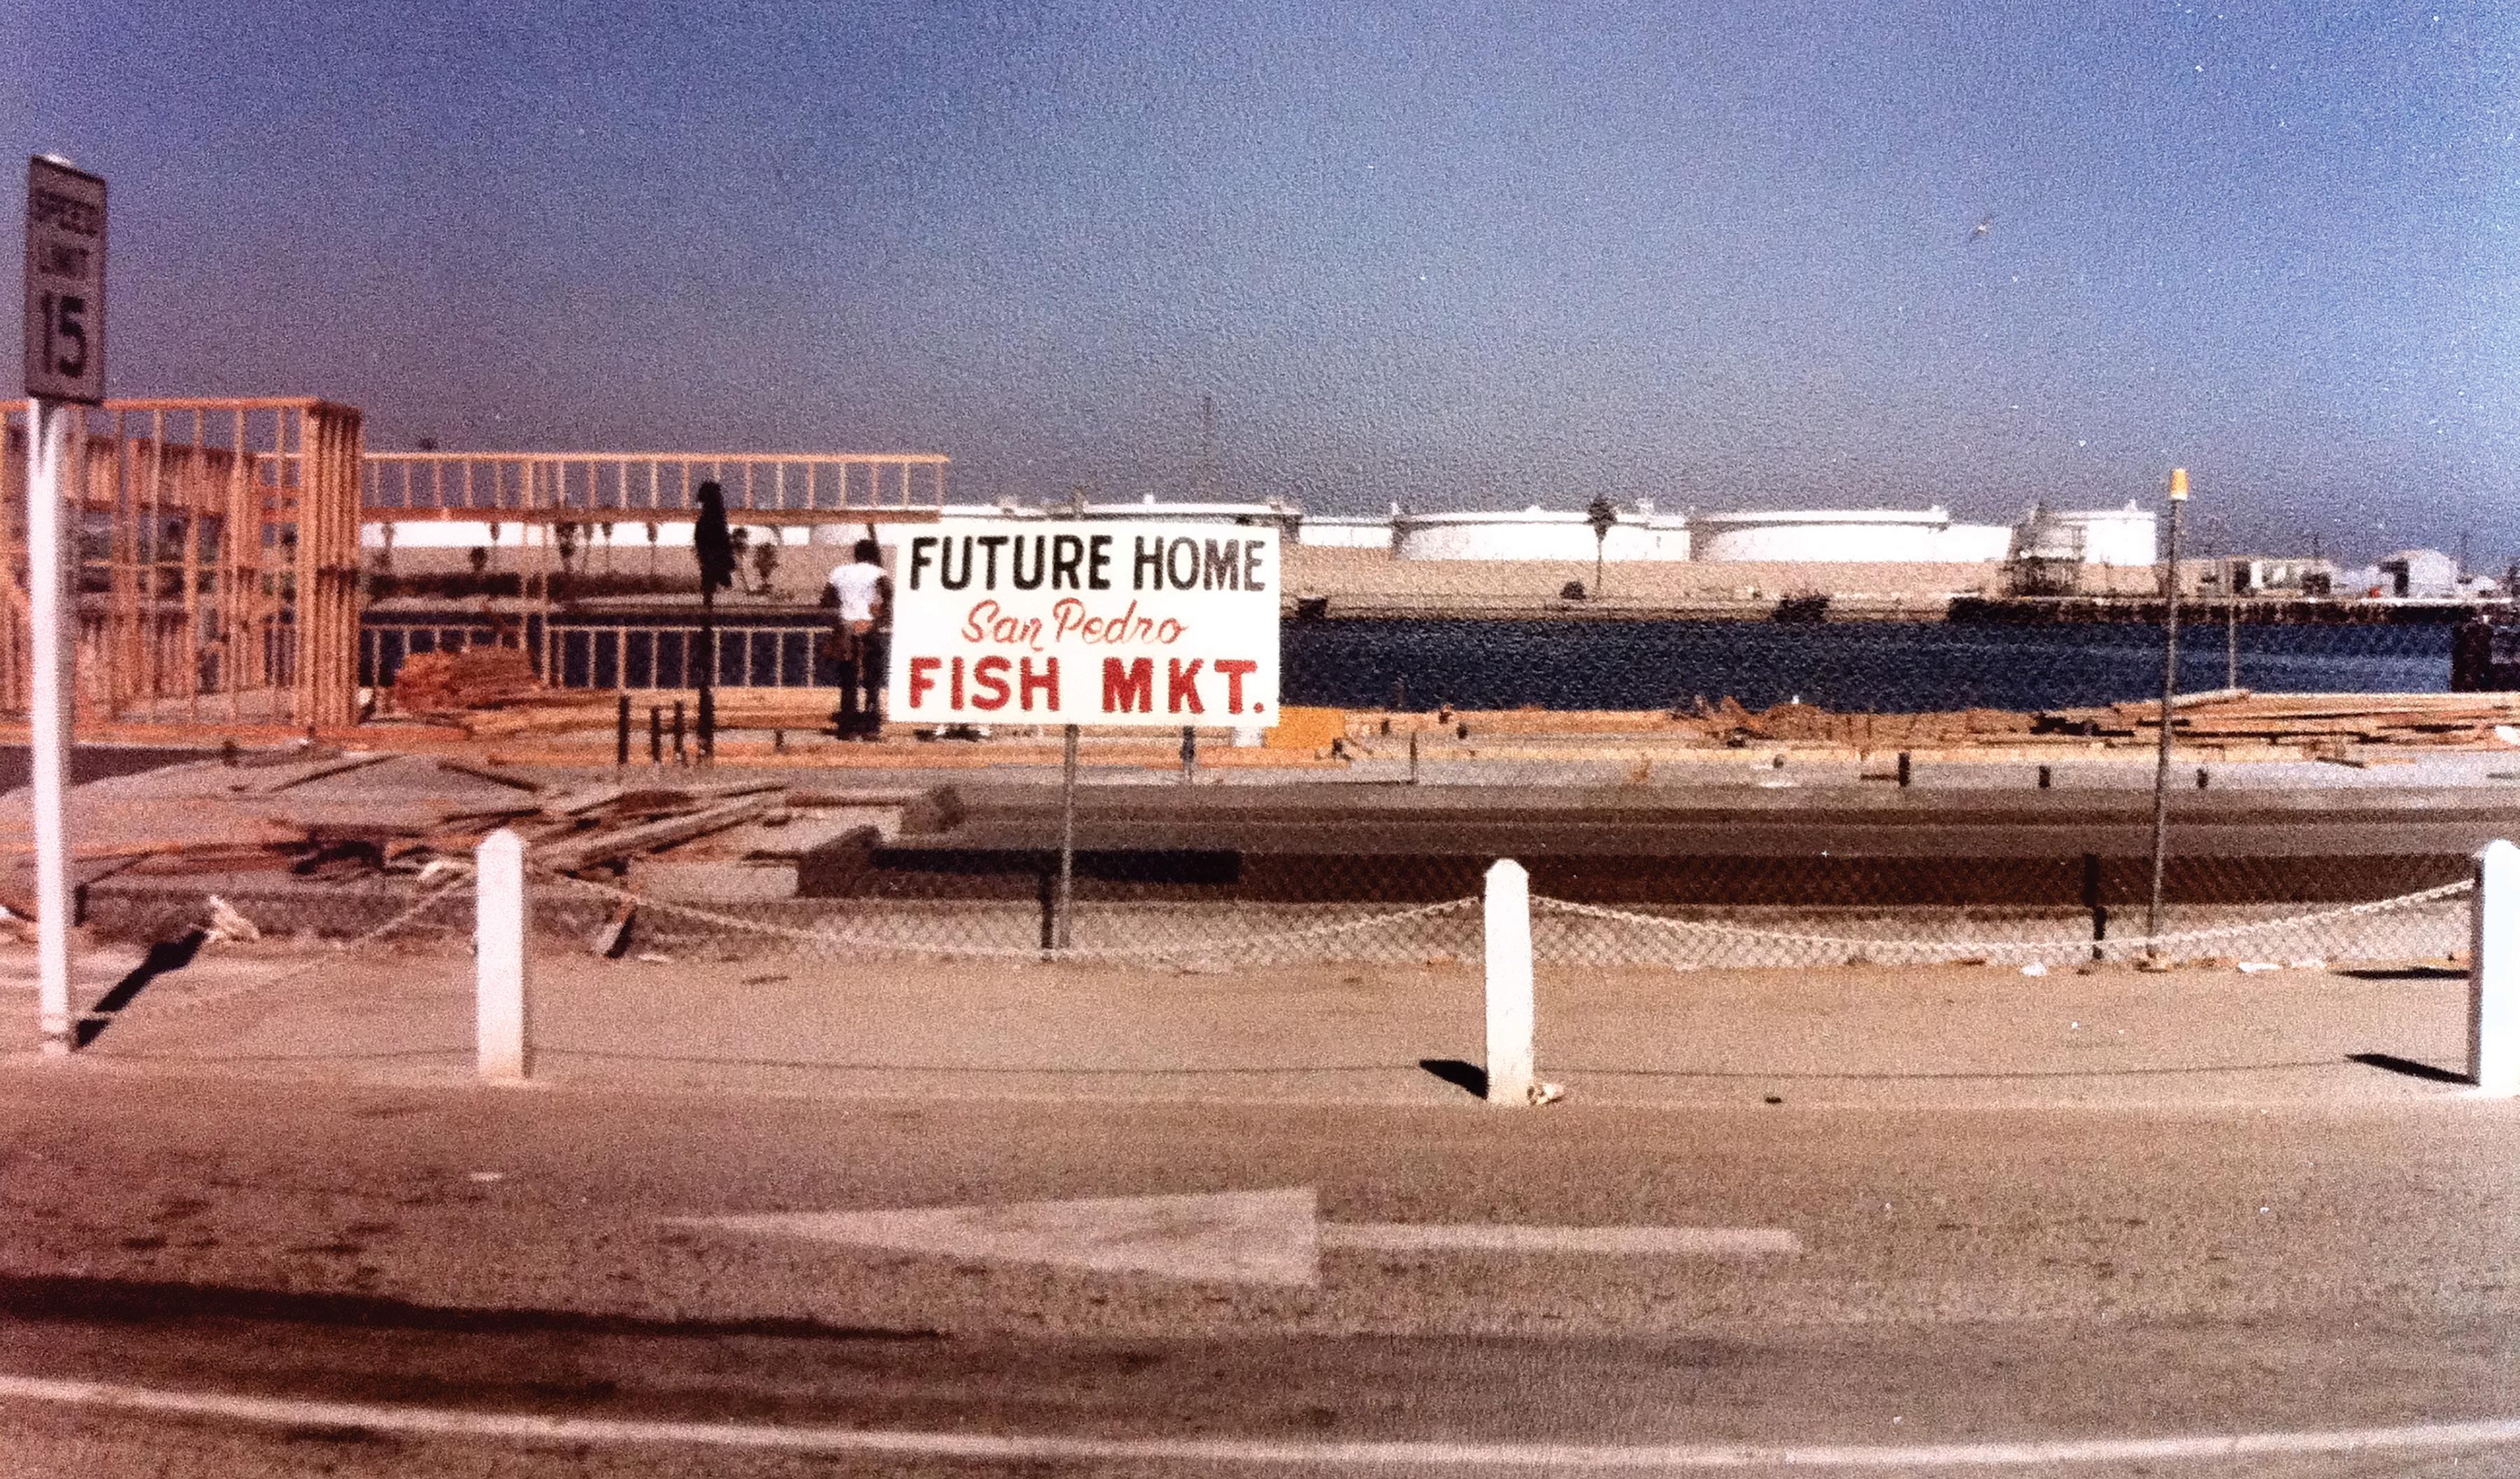 SPEED
LIMIT
15
FUTURE HOME
San Pedro
FISH MKT.